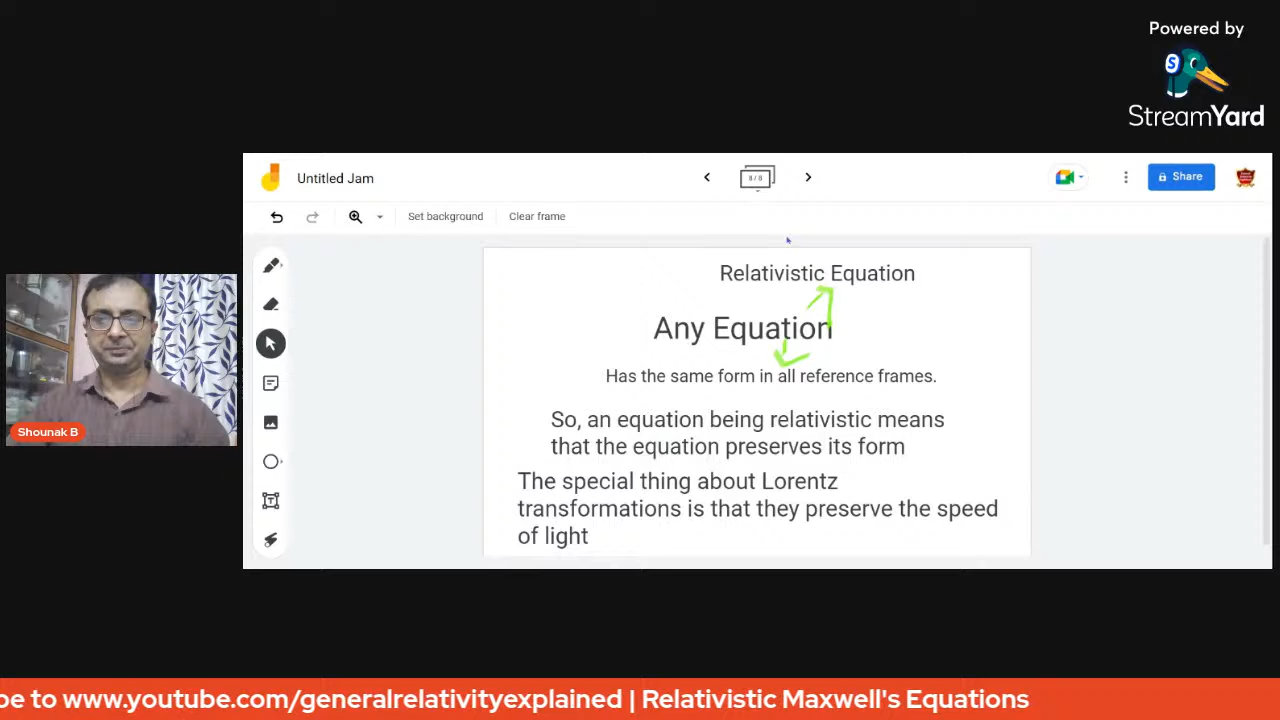 Powered by
StreamYard
Untitled Jam
8 / 8
Share
Set background
Clear frame
Relativistic Equation
Any Equation
Has the same form in all reference frames.
So, an equation being relativistic means
that the equation preserves its form
The special thing about Lorentz
transformations is that they preserve the speed
of light
Shounak B
be to www.youtube.com/generalrelativityexplained | Relativistic Maxwell's Equations